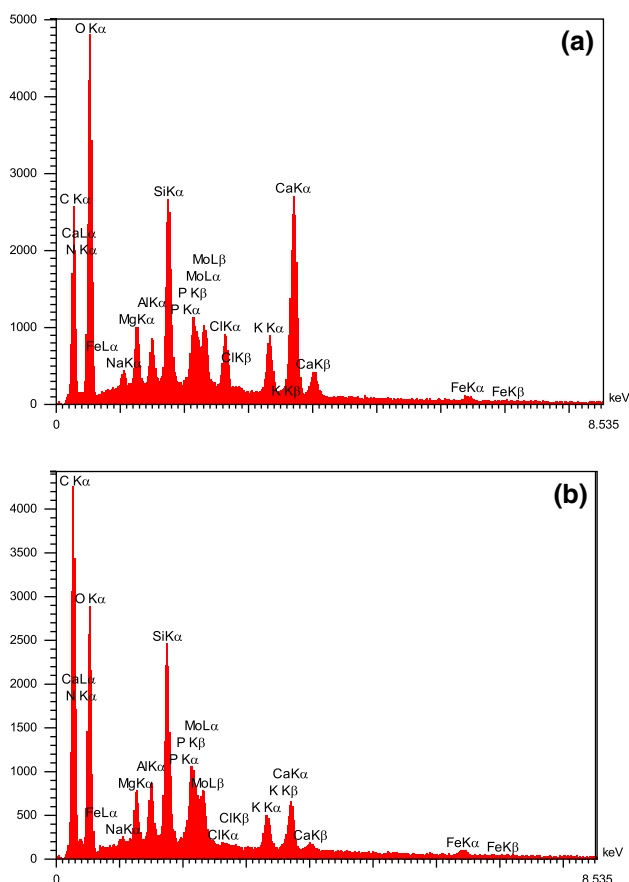 (a)
5000
4000
3000
2000
1000
0
O Kα
C Kα
CaLα
N Kα
FeLα
NaKα
MgKα
AlKα
SiKα
MoLβ
MoLα
P Kβ
P Kα
ClKα
ClKβ
K Kα
K Kβ
CaKα
CaKβ
FeKα
FeKβ
keV
0
8.535
(b)
4000
3500
3000
2500
2000
1500
1000
500
0
C Kα
O Kα
CaLα
N Kα
FeLα
NaKα
MgKα
AlKα
SiKα
MoLα
P Kβ
P Kα
MoLβ
ClKβ
ClKα
CaKα
K Kβ
K Kα
CaKβ
FeKα
FeKβ
keV
0
8.535